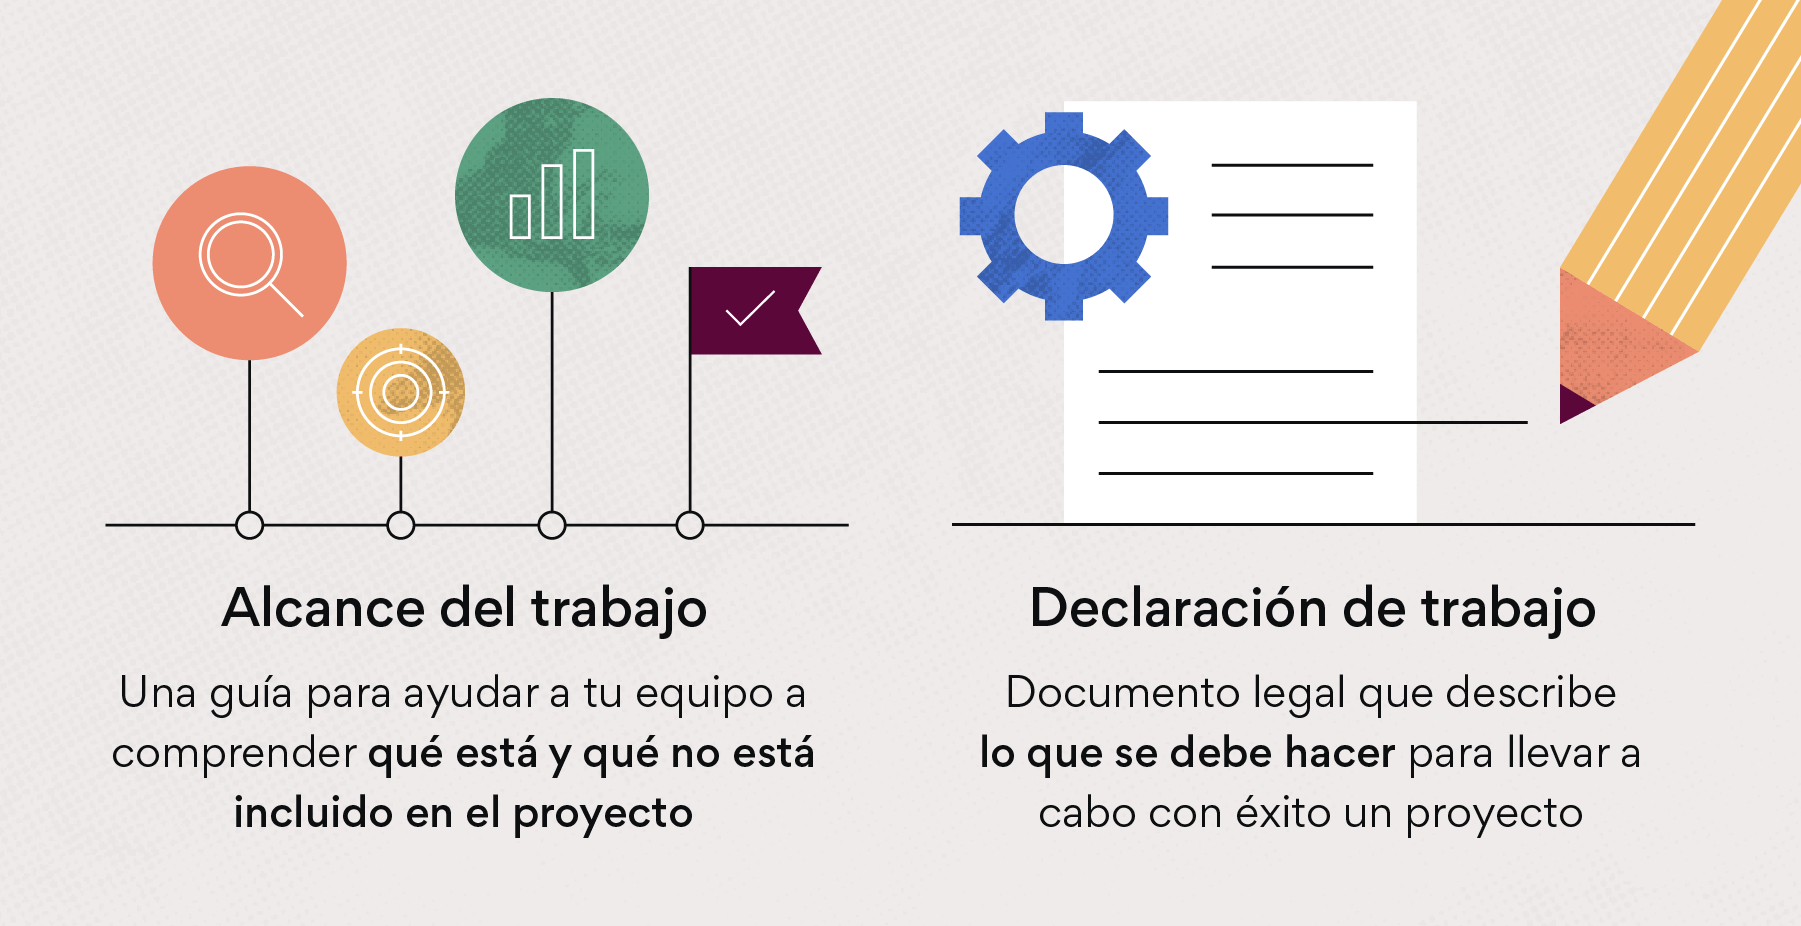 Alcance del trabajo
Una guía para ayudar a tu equipo a
comprender qué está y qué no está
incluido en el proyecto
Declaración de trabajo
Documento legal que describe
lo que se debe hacer para llevar a
cabo con éxito un proyecto